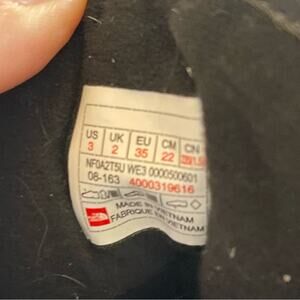 US UK EU CM CN
3 2 35 22
NF0A2T5U WE3 0000500601
08-163 4000319616
MADE IN VIETNAM
FABRIQUÉ EN VIETNAM